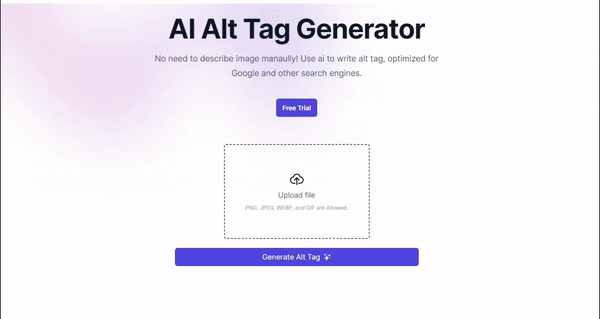 AI Alt Tag Generator
No need to describe image manaully! Use ai to write alt tag, optimized for
Google and other search engines.
Free Trial
Upload file
PNG, JPEG, WEBP, and GIF are Allowed.
Generate Alt Tag